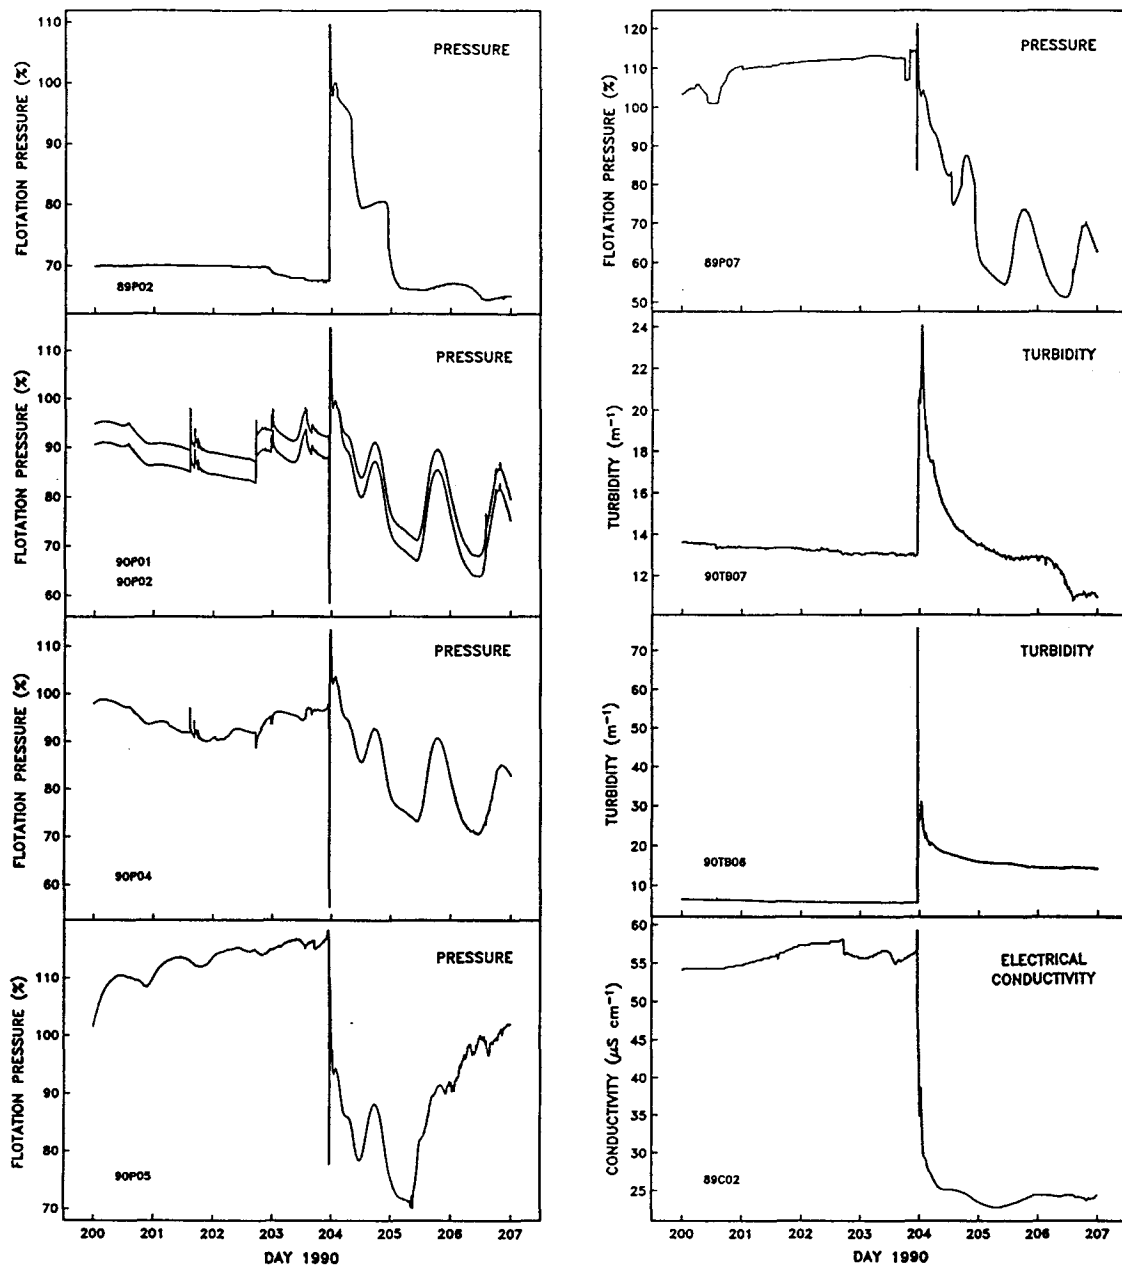 110
100
90
80
70
FLOTATION PRESSURE (%)
PRESSURE
89P02
110
100
90
80
70
60
FLOTATION PRESSURE (%)
PRESSURE
90P01
90P02
110
100
90
80
70
60
FLOTATION PRESSURE (%)
PRESSURE
90P04
110
100
90
80
70
FLOTATION PRESSURE (%)
PRESSURE
90P05
200 201 202 203 204 205 206 207
DAY 1990
120
110
100
90
80
70
60
50
FLOTATION PRESSURE (%)
PRESSURE
89P07
24
22
20
18
16
14
12
TURBIDITY (m⁻¹)
TURBIDITY
90TB07
70
60
50
40
30
20
10
TURBIDITY (m⁻¹)
TURBIDITY
90TB06
60
55
50
45
40
35
30
25
CONDUCTIVITY (μS cm⁻¹)
ELECTRICAL
CONDUCTIVITY
89C02
200 201 202 203 204 205 206 207
DAY 1990